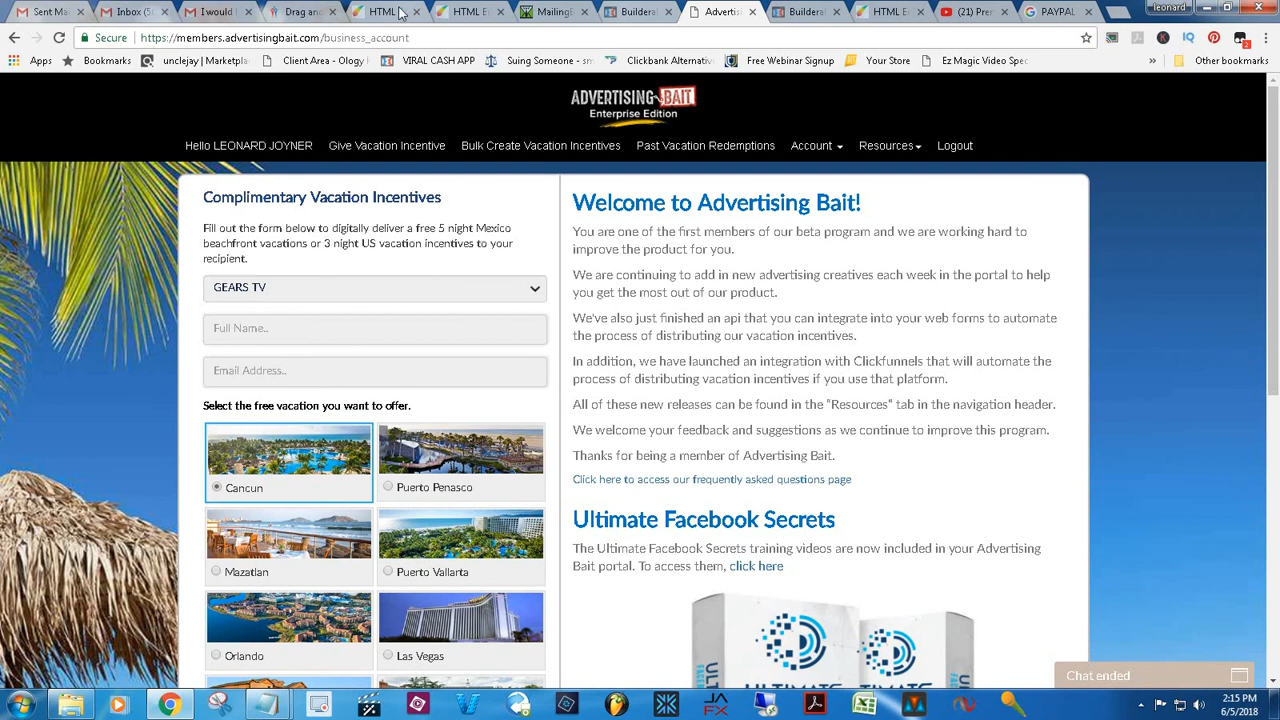 Sent Ma
Inbox (5
I would
Drag an
HTML
HTML E
Mailing
Buildera
Adverti
Buildera
HTML E
(21) Pre
PAYPAL
leonard
Secure
https://members.advertisingbait.com/business_account
Apps
Bookmarks
unclejay | Marketpla
Client Area - Ology
VIRAL CASH APP
Suing Someone - sm
Clickbank Alternativ
Free Webinar Signup
Your Store
Ez Magic Video Spec
Other bookmarks
ADVERTISING BAIT
Enterprise Edition
Hello LEONARD JOYNER
Give Vacation Incentive
Bulk Create Vacation Incentives
Past Vacation Redemptions
Account
Resources
Logout
Complimentary Vacation Incentives
Fill out the form below to digitally deliver a free 5 night Mexico
beachfront vacations or 3 night US vacation incentives to your
recipient.
GEARS TV
Full Name..
Email Address..
Select the free vacation you want to offer.
Cancun
Puerto Penasco
Mazatlan
Puerto Vallarta
Orlando
Las Vegas
Welcome to Advertising Bait!
You are one of the first members of our beta program and we are working hard to
improve the product for you.
We are continuing to add in new advertising creatives each week in the portal to help
you get the most out of our product.
We've also just finished an api that you can integrate into your web forms to automate
the process of distributing our vacation incentives.
In addition, we have launched an integration with Clickfunnels that will automate the
process of distributing vacation incentives if you use that platform.
All of these new releases can be found in the "Resources" tab in the navigation header.
We welcome your feedback and suggestions as we continue to improve this program.
Thanks for being a member of Advertising Bait.
Click here to access our frequently asked questions page
Ultimate Facebook Secrets
The Ultimate Facebook Secrets training videos are now included in your Advertising
Bait portal. To access them, click here
ULTIMATE
ULTIMATE
Chat ended
2:15 PM
6/5/2018